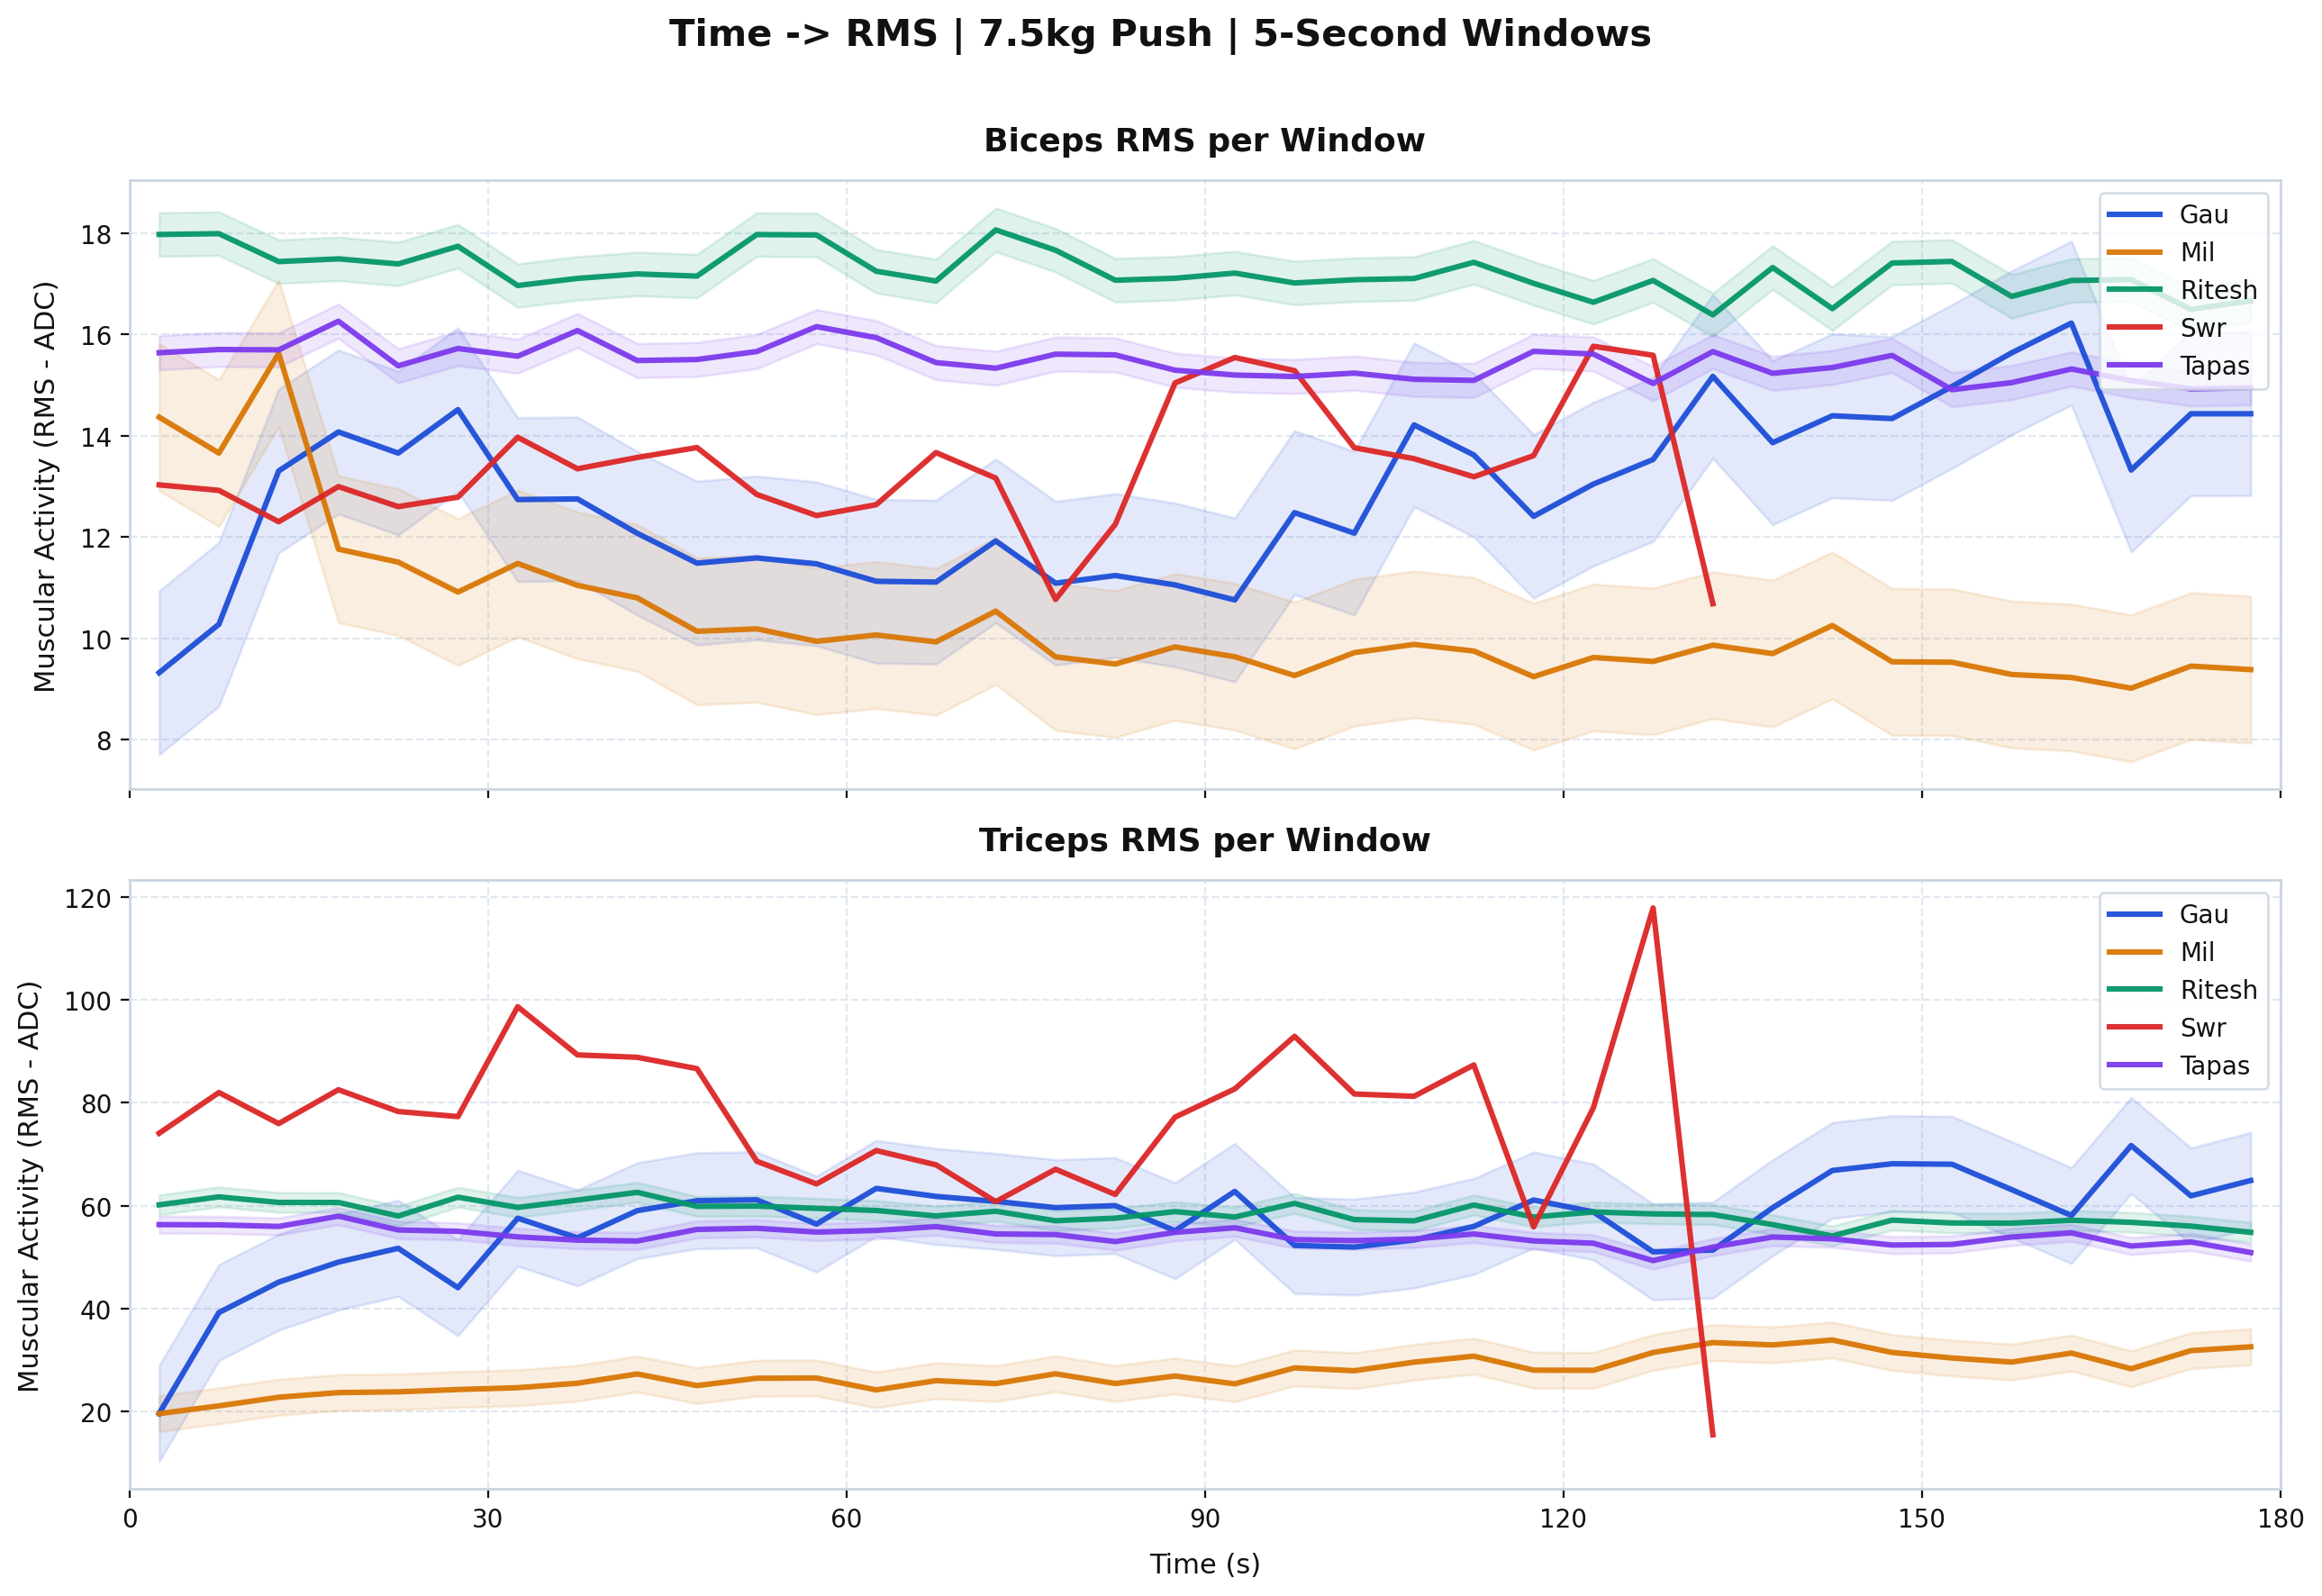 Time -> RMS | 7.5kg Push | 5-Second Windows
Biceps RMS per Window
Muscular Activity (RMS - ADC)
18
16
14
12
10
8
Gau
Mil
Ritesh
Swr
Tapas
Triceps RMS per Window
Muscular Activity (RMS - ADC)
120
100
80
60
40
20
Gau
Mil
Ritesh
Swr
Tapas
0 30 60 90 120 150 180
Time (s)